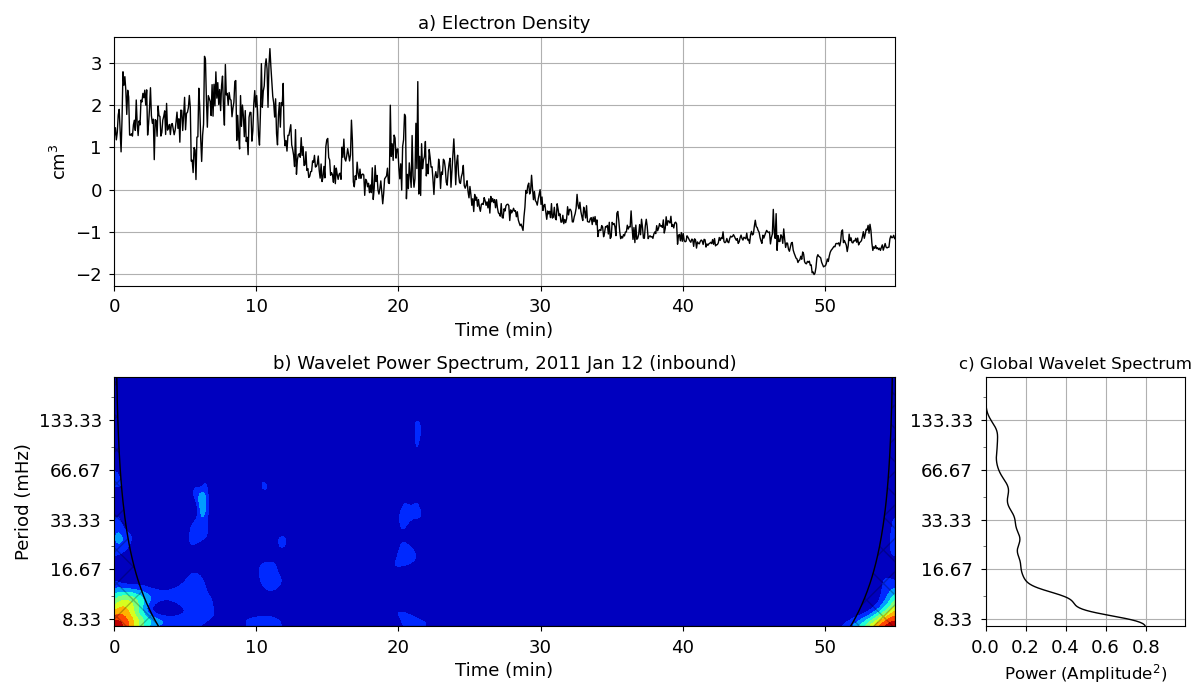 a) Electron Density
cm³
3
2
1
0
−1
−2
0 10 20 30 40 50
Time (min)
b) Wavelet Power Spectrum, 2011 Jan 12 (inbound)
Period (mHz)
133.33
66.67
33.33
16.67
8.33
0 10 20 30 40 50
Time (min)
c) Global Wavelet Spectrum
133.33
66.67
33.33
16.67
8.33
0.0 0.2 0.4 0.6 0.8
Power (Amplitude²)